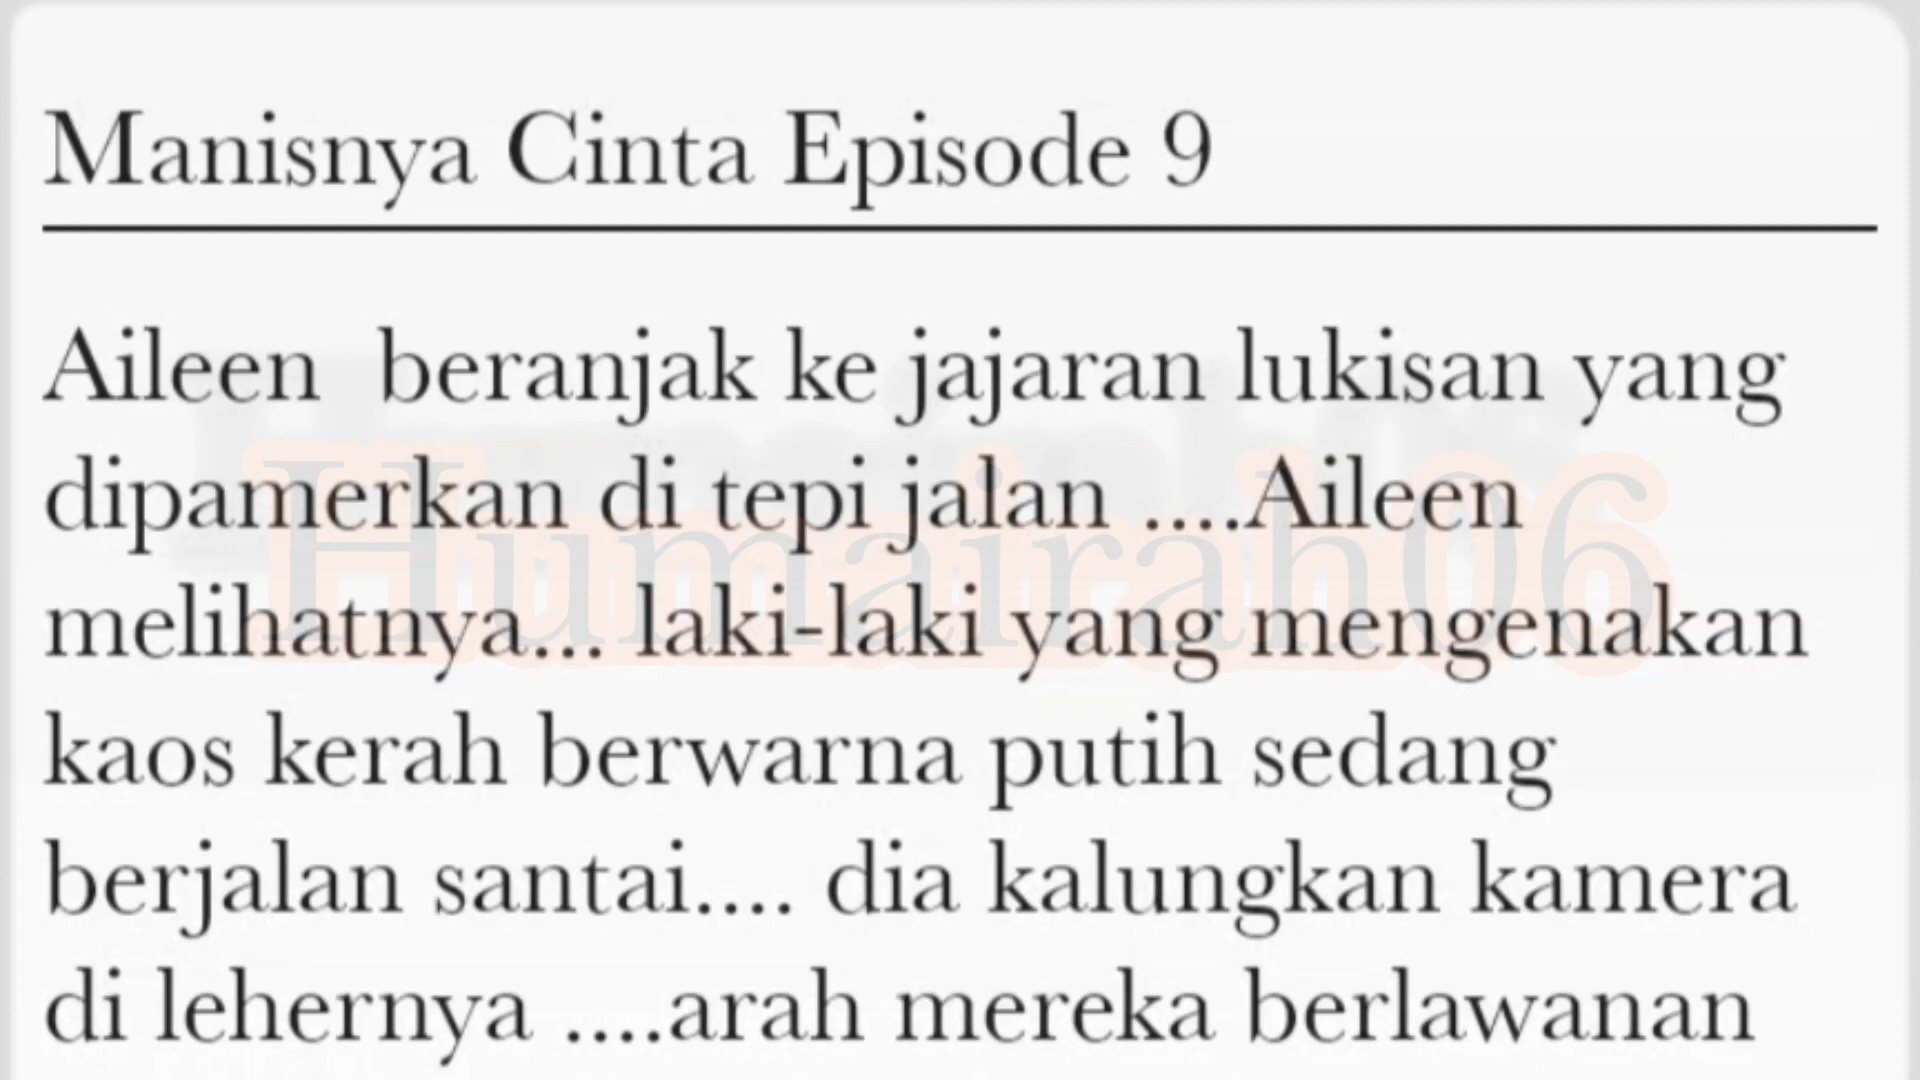 Manisnya Cinta Episode 9
Aileen  beranjak ke jajaran lukisan yang
dipamerkan di tepi jalan ....Aileen
Humairah06
melihatnya... laki-laki yang mengenakan
kaos kerah berwarna putih sedang
berjalan santai.... dia kalungkan kamera
di lehernya ....arah mereka berlawanan